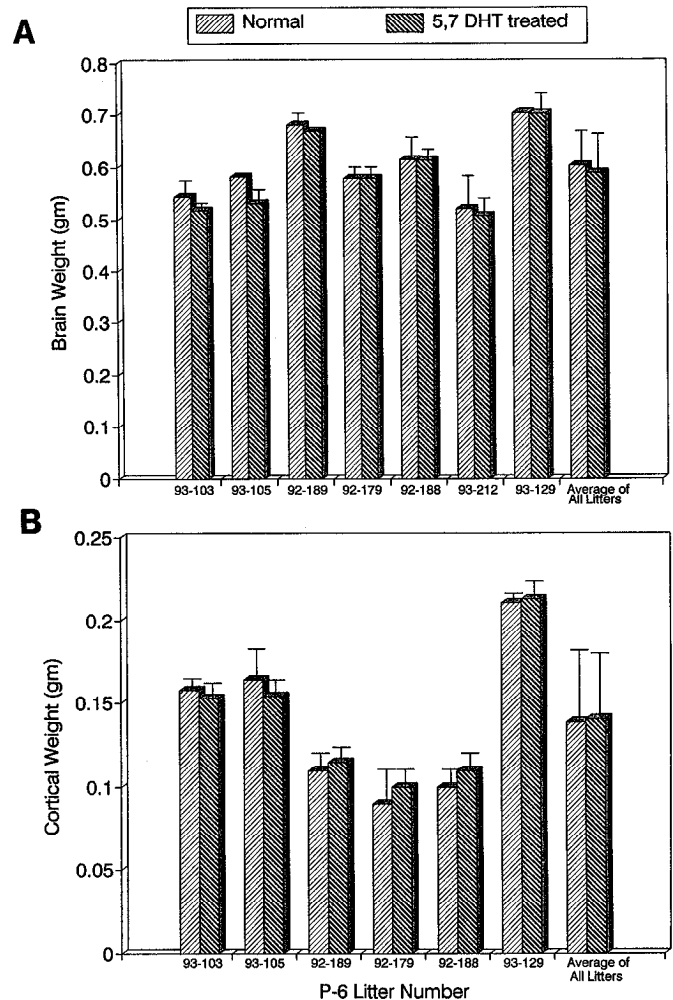 Normal 5,7 DHT treated
A
0.8
0.7
0.6
0.5
0.4
0.3
0.2
0.1
0
Brain Weight (gm)
93-103 93-105 92-189 92-179 92-188 93-212 93-129 Average of
All Litters
B
0.25
0.2
0.15
0.1
0.05
0
Cortical Weight (gm)
93-103 93-105 92-189 92-179 92-188 93-129 Average of
All Litters
P-6 Litter Number